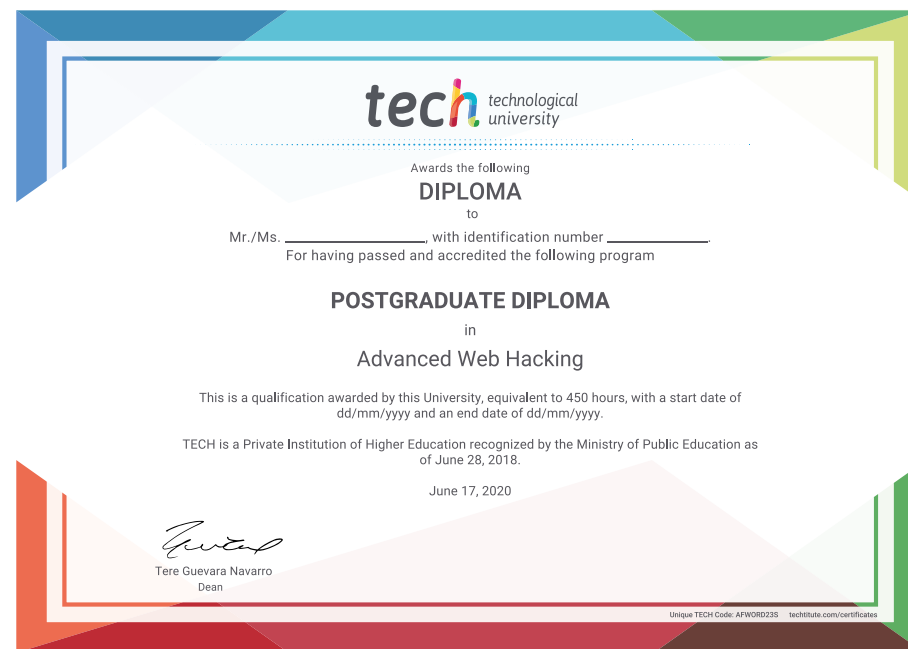 tech technological
university
Awards the following
DIPLOMA
to
Mr./Ms. ____________________, with identification number ______________.
For having passed and accredited the following program
POSTGRADUATE DIPLOMA
in
Advanced Web Hacking
This is a qualification awarded by this University, equivalent to 450 hours, with a start date of
dd/mm/yyyy and an end date of dd/mm/yyyy.
TECH is a Private Institution of Higher Education recognized by the Ministry of Public Education as
of June 28, 2018.
June 17, 2020
Tere Guevara Navarro
Dean
Unique TECH Code: AFWORD23S techtitute.com/certificates